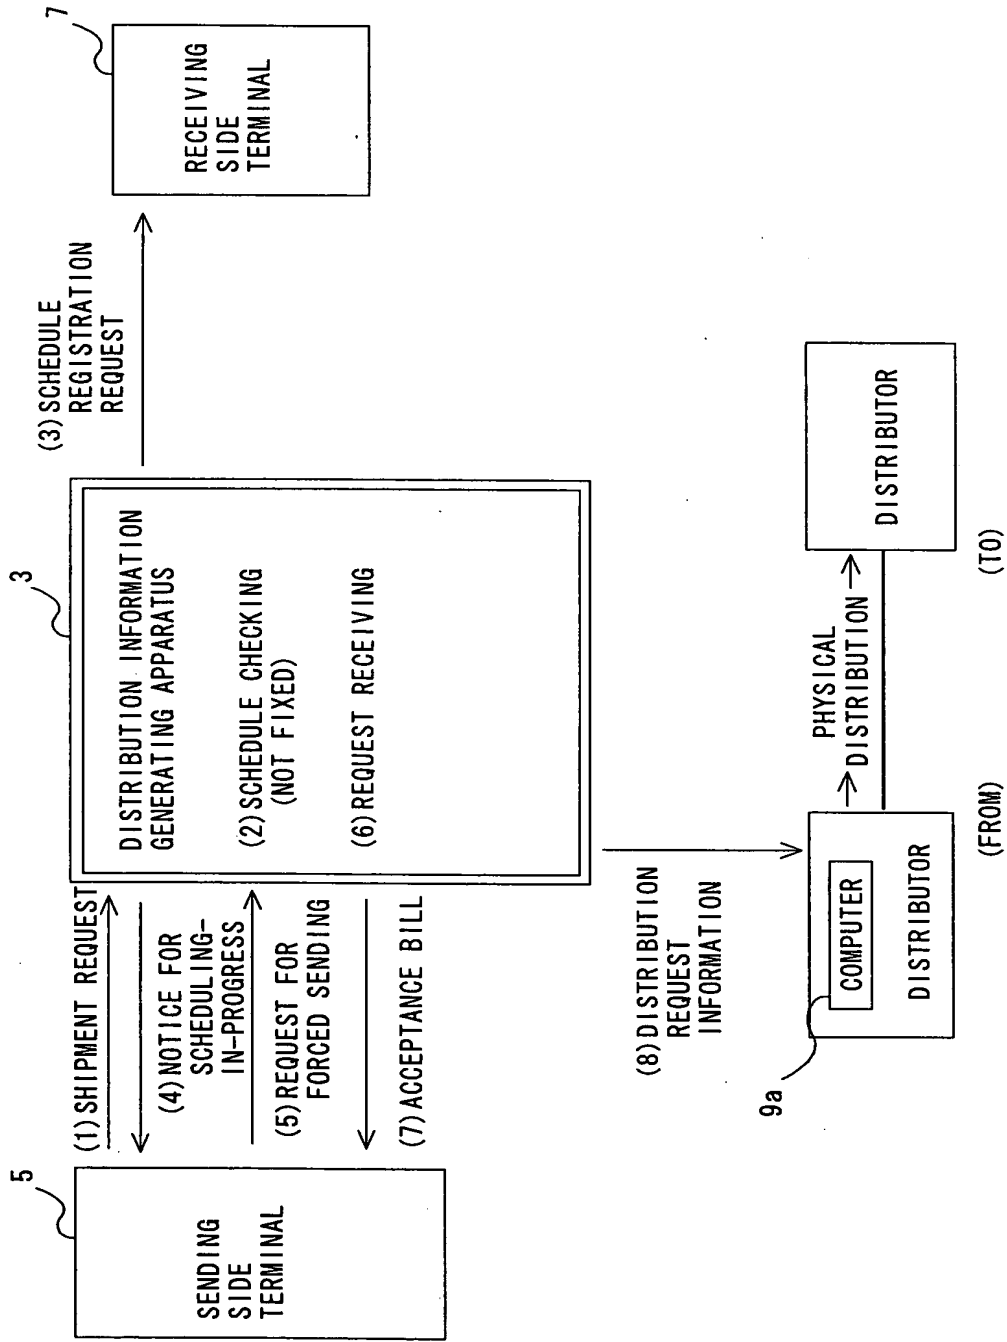 5
SENDING
SIDE
TERMINAL
(1)SHIPMENT REQUEST
(4)NOTICE FOR
SCHEDULING-
IN-PROGRESS
(5)REQUEST FOR
FORCED SENDING
(7)ACCEPTANCE BILL
3
DISTRIBUTION INFORMATION
GENERATING APPARATUS
(2)SCHEDULE CHECKING
(NOT FIXED)
(6)REQUEST RECEIVING
(3)SCHEDULE
REGISTRATION
REQUEST
7
RECEIVING
SIDE
TERMINAL
(8)DISTRIBUTION
REQUEST
INFORMATION
9a
COMPUTER
DISTRIBUTOR
(FROM)
PHYSICAL
DISTRIBUTION
DISTRIBUTOR
(TO)